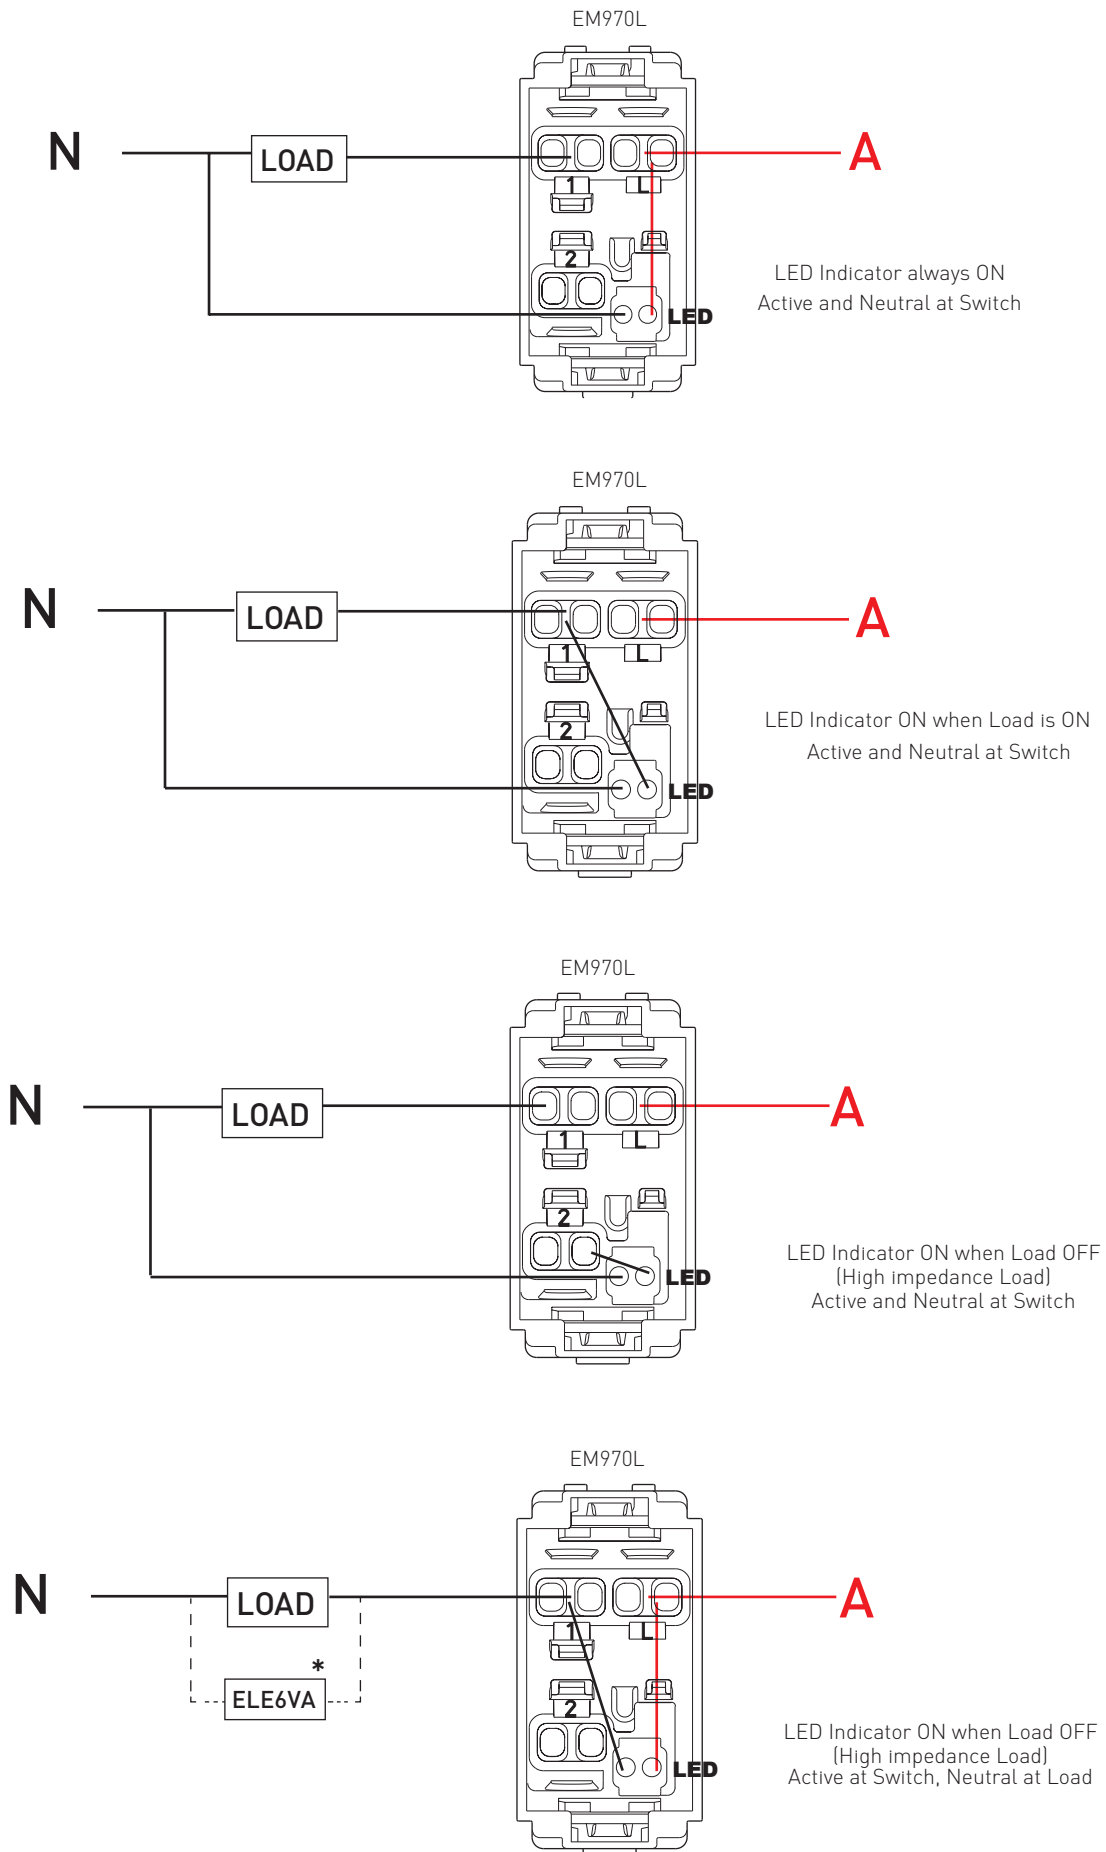 EM970L
N
LOAD
A
1
L
2
LED
LED Indicator always ON
Active and Neutral at Switch
EM970L
N
LOAD
A
1
L
2
LED
LED Indicator ON when Load is ON
Active and Neutral at Switch
EM970L
N
LOAD
A
1
L
2
LED
LED Indicator ON when Load OFF
(High impedance Load)
Active and Neutral at Switch
EM970L
N
LOAD
A
1
L
*
ELE6VA
2
LED
LED Indicator ON when Load OFF
(High impedance Load)
Active at Switch, Neutral at Load